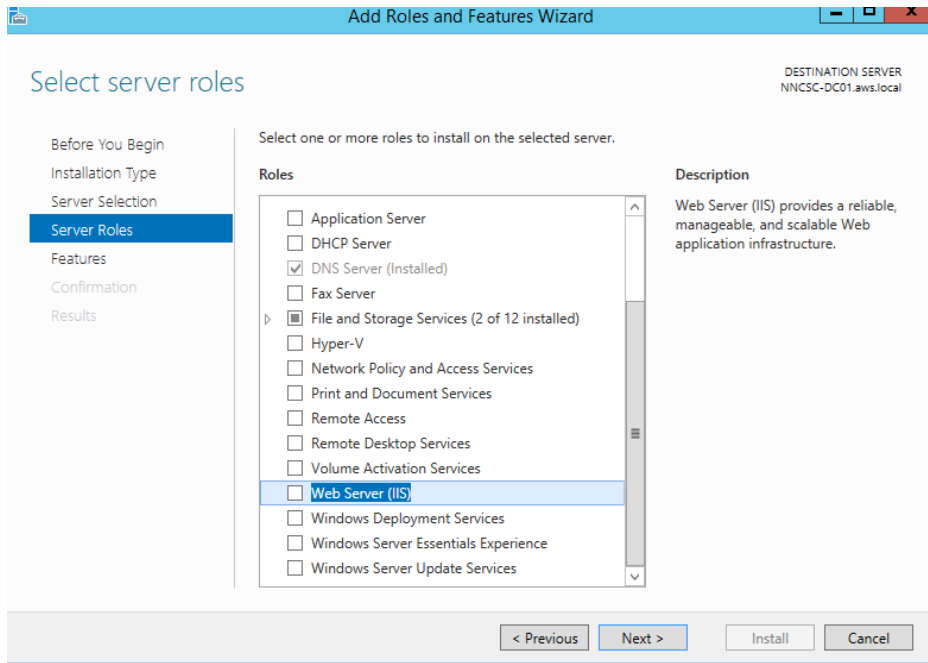 Add Roles and Features Wizard
Select server roles
DESTINATION SERVER
NNCSC-DC01.aws.local
Before You Begin
Installation Type
Server Selection
Server Roles
Features
Confirmation
Results
Select one or more roles to install on the selected server.
Roles
Application Server
DHCP Server
DNS Server (Installed)
Fax Server
File and Storage Services (2 of 12 installed)
Hyper-V
Network Policy and Access Services
Print and Document Services
Remote Access
Remote Desktop Services
Volume Activation Services
Web Server (IIS)
Windows Deployment Services
Windows Server Essentials Experience
Windows Server Update Services
Description
Web Server (IIS) provides a reliable,
manageable, and scalable Web
application infrastructure.
< Previous
Next >
Install
Cancel